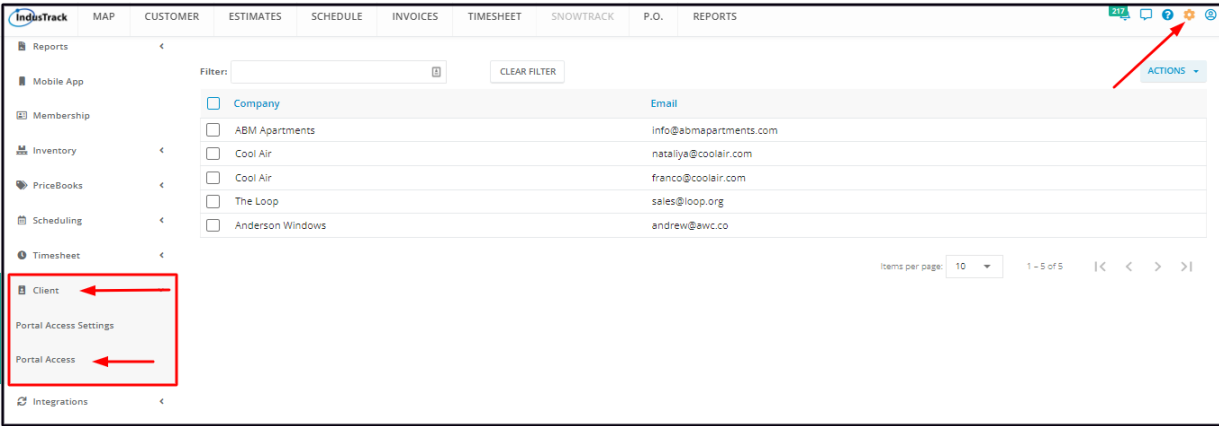 IndusTrack MAP CUSTOMER ESTIMATES SCHEDULE INVOICES TIMESHEET SNOWTRACK P.O. REPORTS 217
Reports
Mobile App
Membership
Inventory
PriceBooks
Scheduling
Timesheet
Client
Portal Access Settings
Portal Access
Integrations
Filter: CLEAR FILTER ACTIONS
Company Email
ABM Apartments info@abmapartments.com
Cool Air nataliya@coolair.com
Cool Air franco@coolair.com
The Loop sales@loop.org
Anderson Windows andrew@awc.co
Items per page: 10 1 – 5 of 5